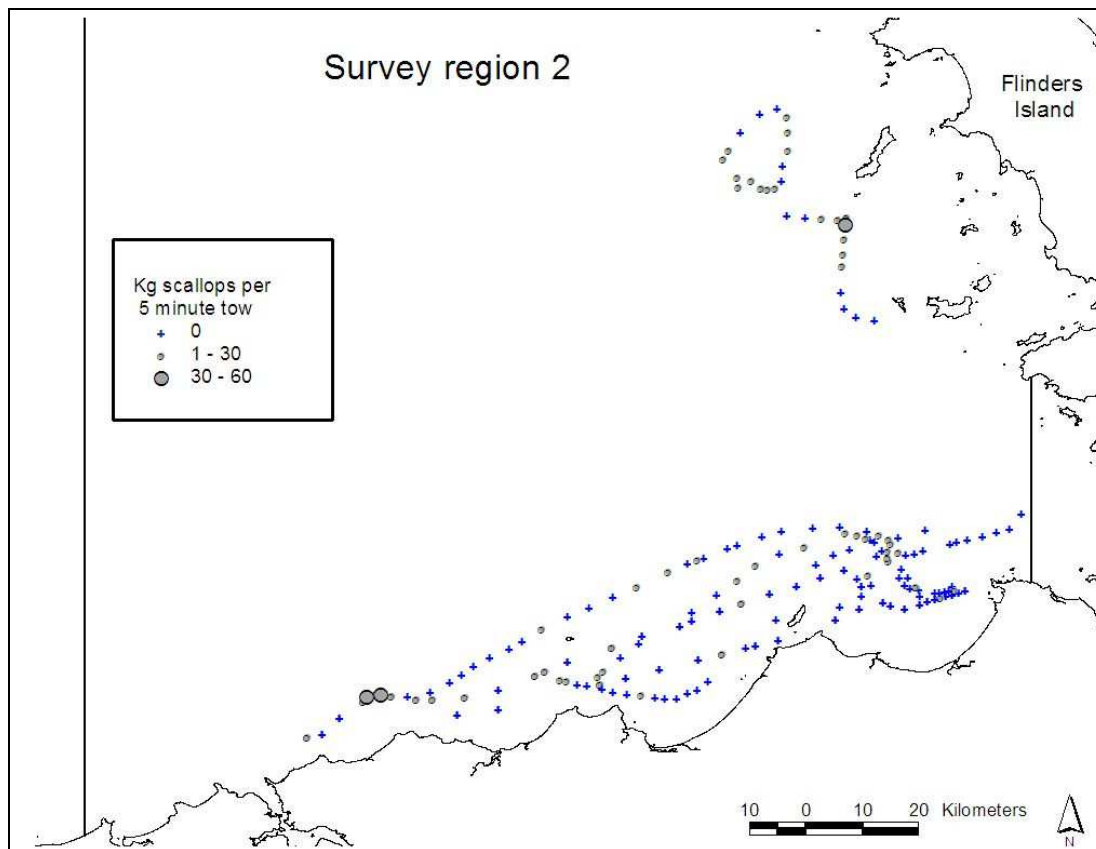 Survey region 2
Flinders
Island
Kg scallops per
5 minute tow
0
1 - 30
30 - 60
10 0 10 20 Kilometers
N